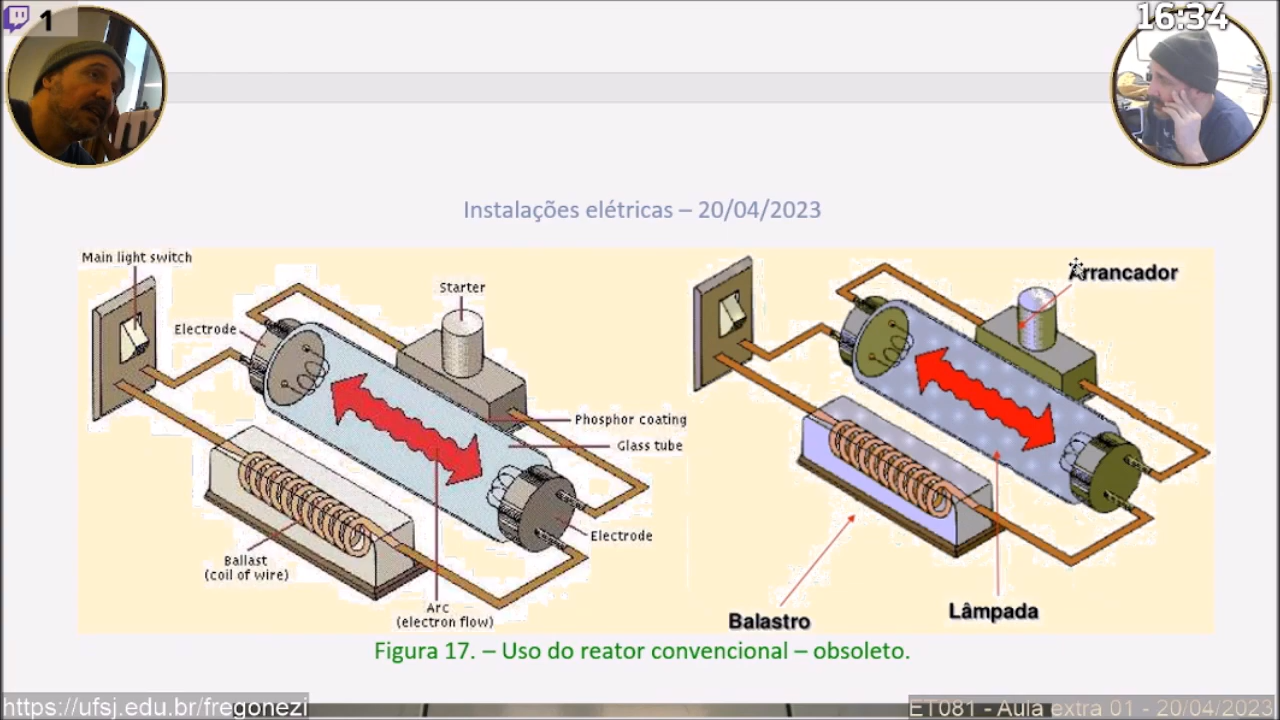 1
16:34
Instalações elétricas – 20/04/2023
Main light switch
Starter
Electrode
Phosphor coating
Glass tube
Electrode
Ballast
(coil of wire)
Arc
(electron flow)
Arrancador
Balastro
Lâmpada
Figura 17. – Uso do reator convencional – obsoleto.
https://ufsj.edu.br/fregonezi
ET081 - Aula extra 01 - 20/04/2023